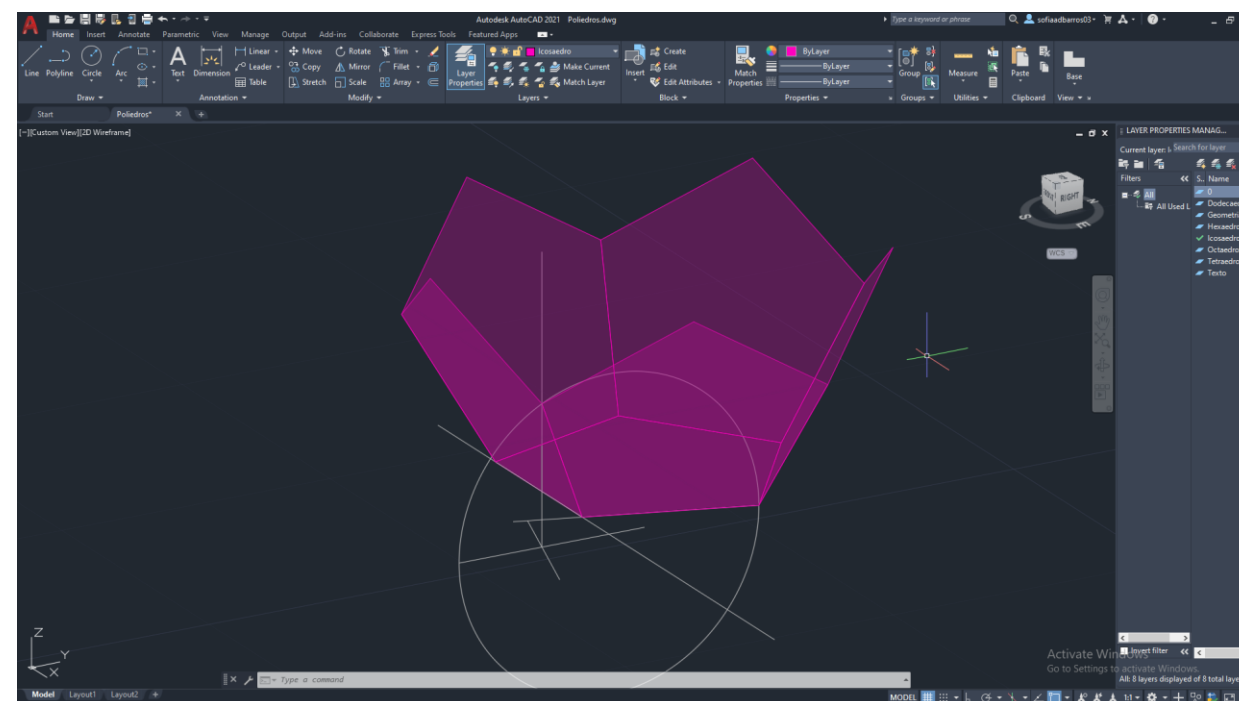 Autodesk AutoCAD 2021 Poliedros.dwg
Type a keyword or phrase
sofiaadbarros03
Home Insert Annotate Parametric View Manage Output Add-ins Collaborate Express Tools Featured Apps
Linear Move Rotate Trim Icosaedro Create ByLayer
Line Polyline Circle Arc Text Dimension Leader Copy Mirror Fillet Layer Properties Make Current Insert Edit Match Properties ByLayer Group Measure Paste Base
Table Stretch Scale Array Match Layer Edit Attributes ByLayer
Draw Annotation Modify Layers Block Properties Groups Utilities Clipboard View
Start Poliedros*
[−][Custom View][2D Wireframe]
LAYER PROPERTIES MANAG...
Current layer: Search for layer
Filters S.. Name
All 0
All Used L Dodecaed
Geometri
Hexaedro
Icosaedro
Octaedro
Tetraedro
Texto
RIGHT
E
S
WCS
Z
Y
X
Invert filter
Activate Windows
Go to Settings to activate Windows.
All: 8 layers displayed of 8 total laye
Type a command
Model Layout1 Layout2 +
MODEL 1:1